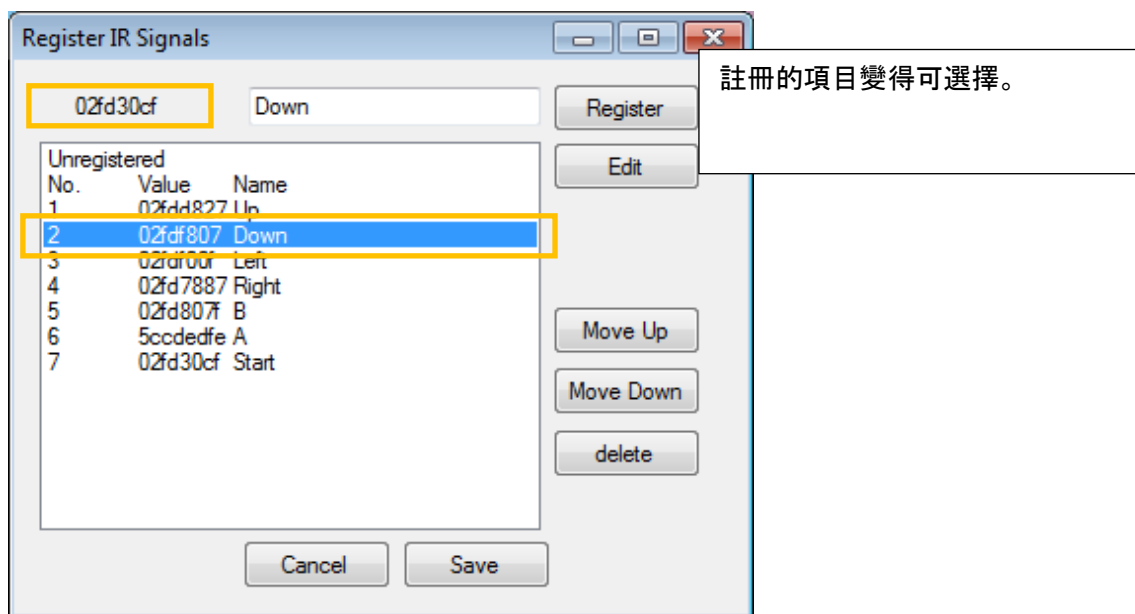 Register IR Signals
註冊的項目變得可選擇。
02fd30cf Down Register
Edit
Unregistered
No. Value Name
1 02fdd827 Up
2 02fdf807 Down
3 02fdf00f Left
4 02fd7887 Right
5 02fd807f B
6 5ccdedfe A
7 02fd30cf Start
Move Up
Move Down
delete
Cancel Save